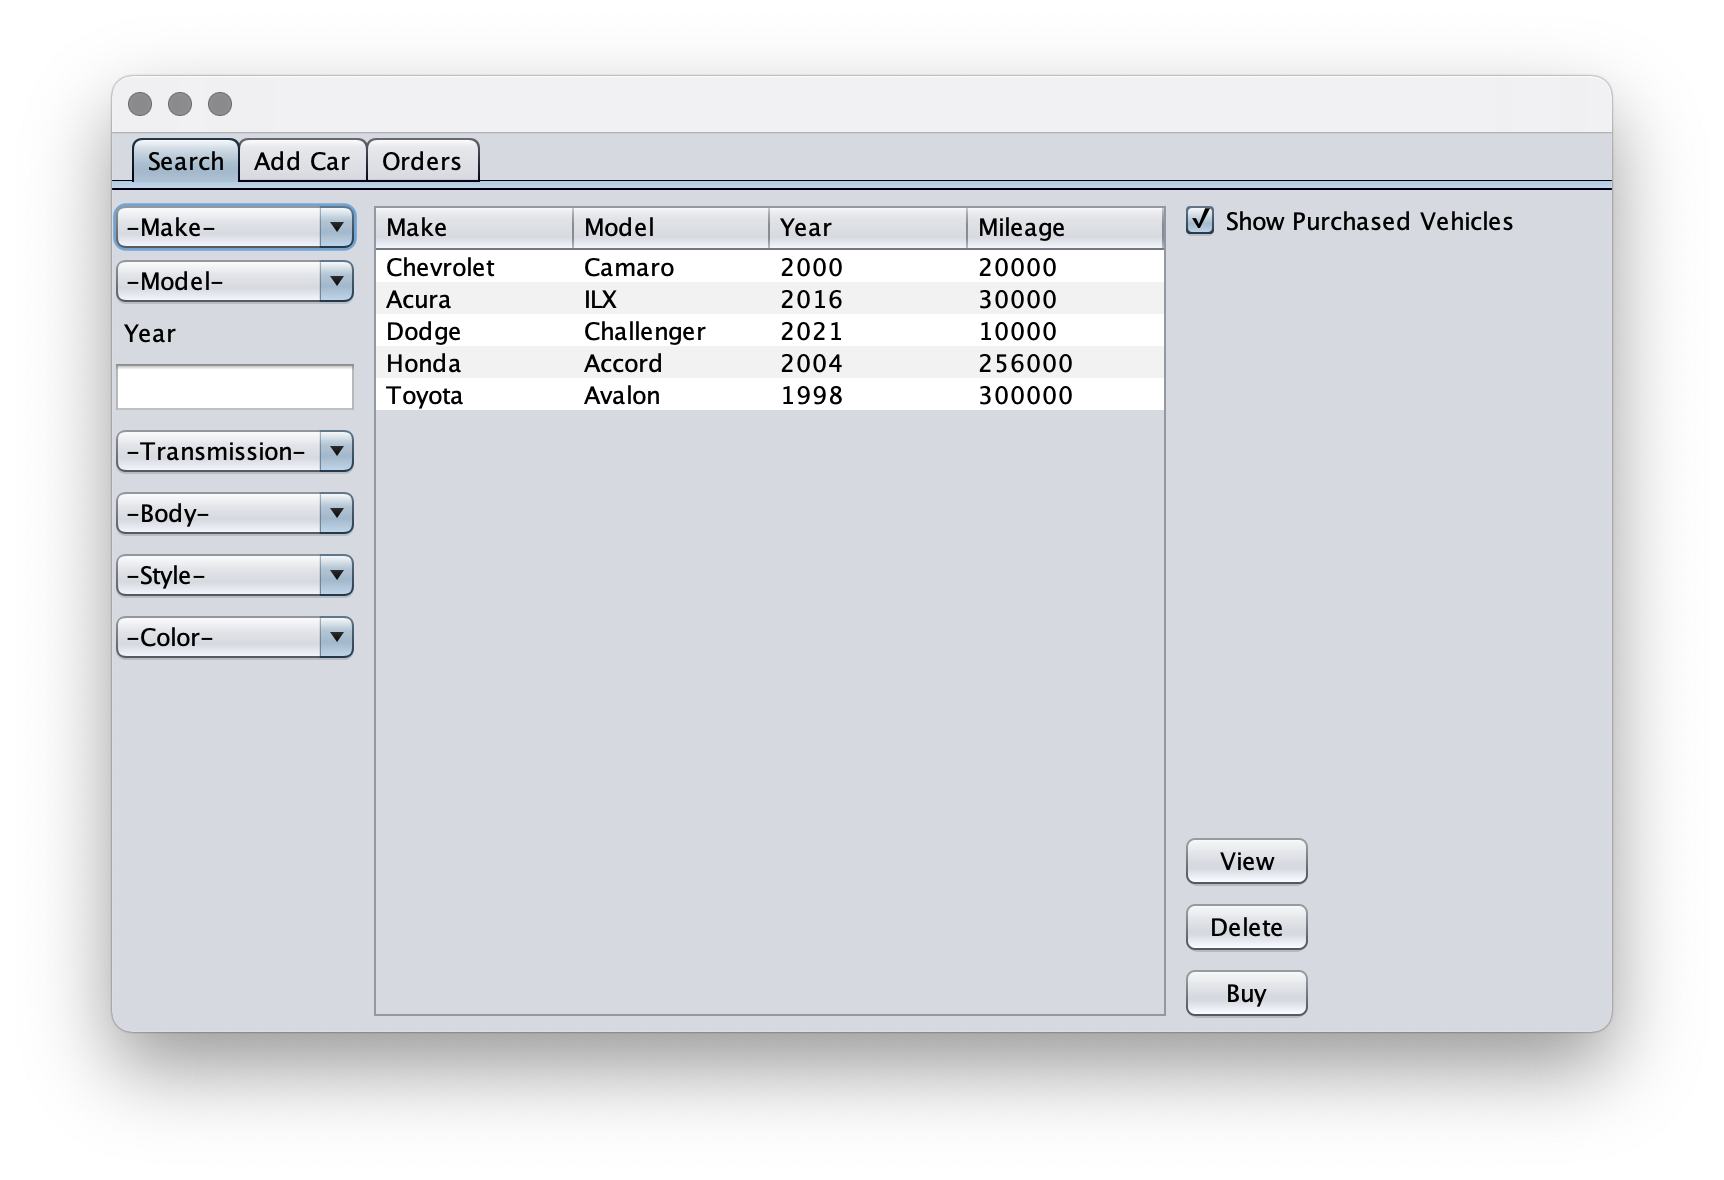 Search Add Car Orders
-Make-
-Model-
Year
-Transmission-
-Body-
-Style-
-Color-
Make Model Year Mileage
Chevrolet Camaro 2000 20000
Acura ILX 2016 30000
Dodge Challenger 2021 10000
Honda Accord 2004 256000
Toyota Avalon 1998 300000
Show Purchased Vehicles
View
Delete
Buy